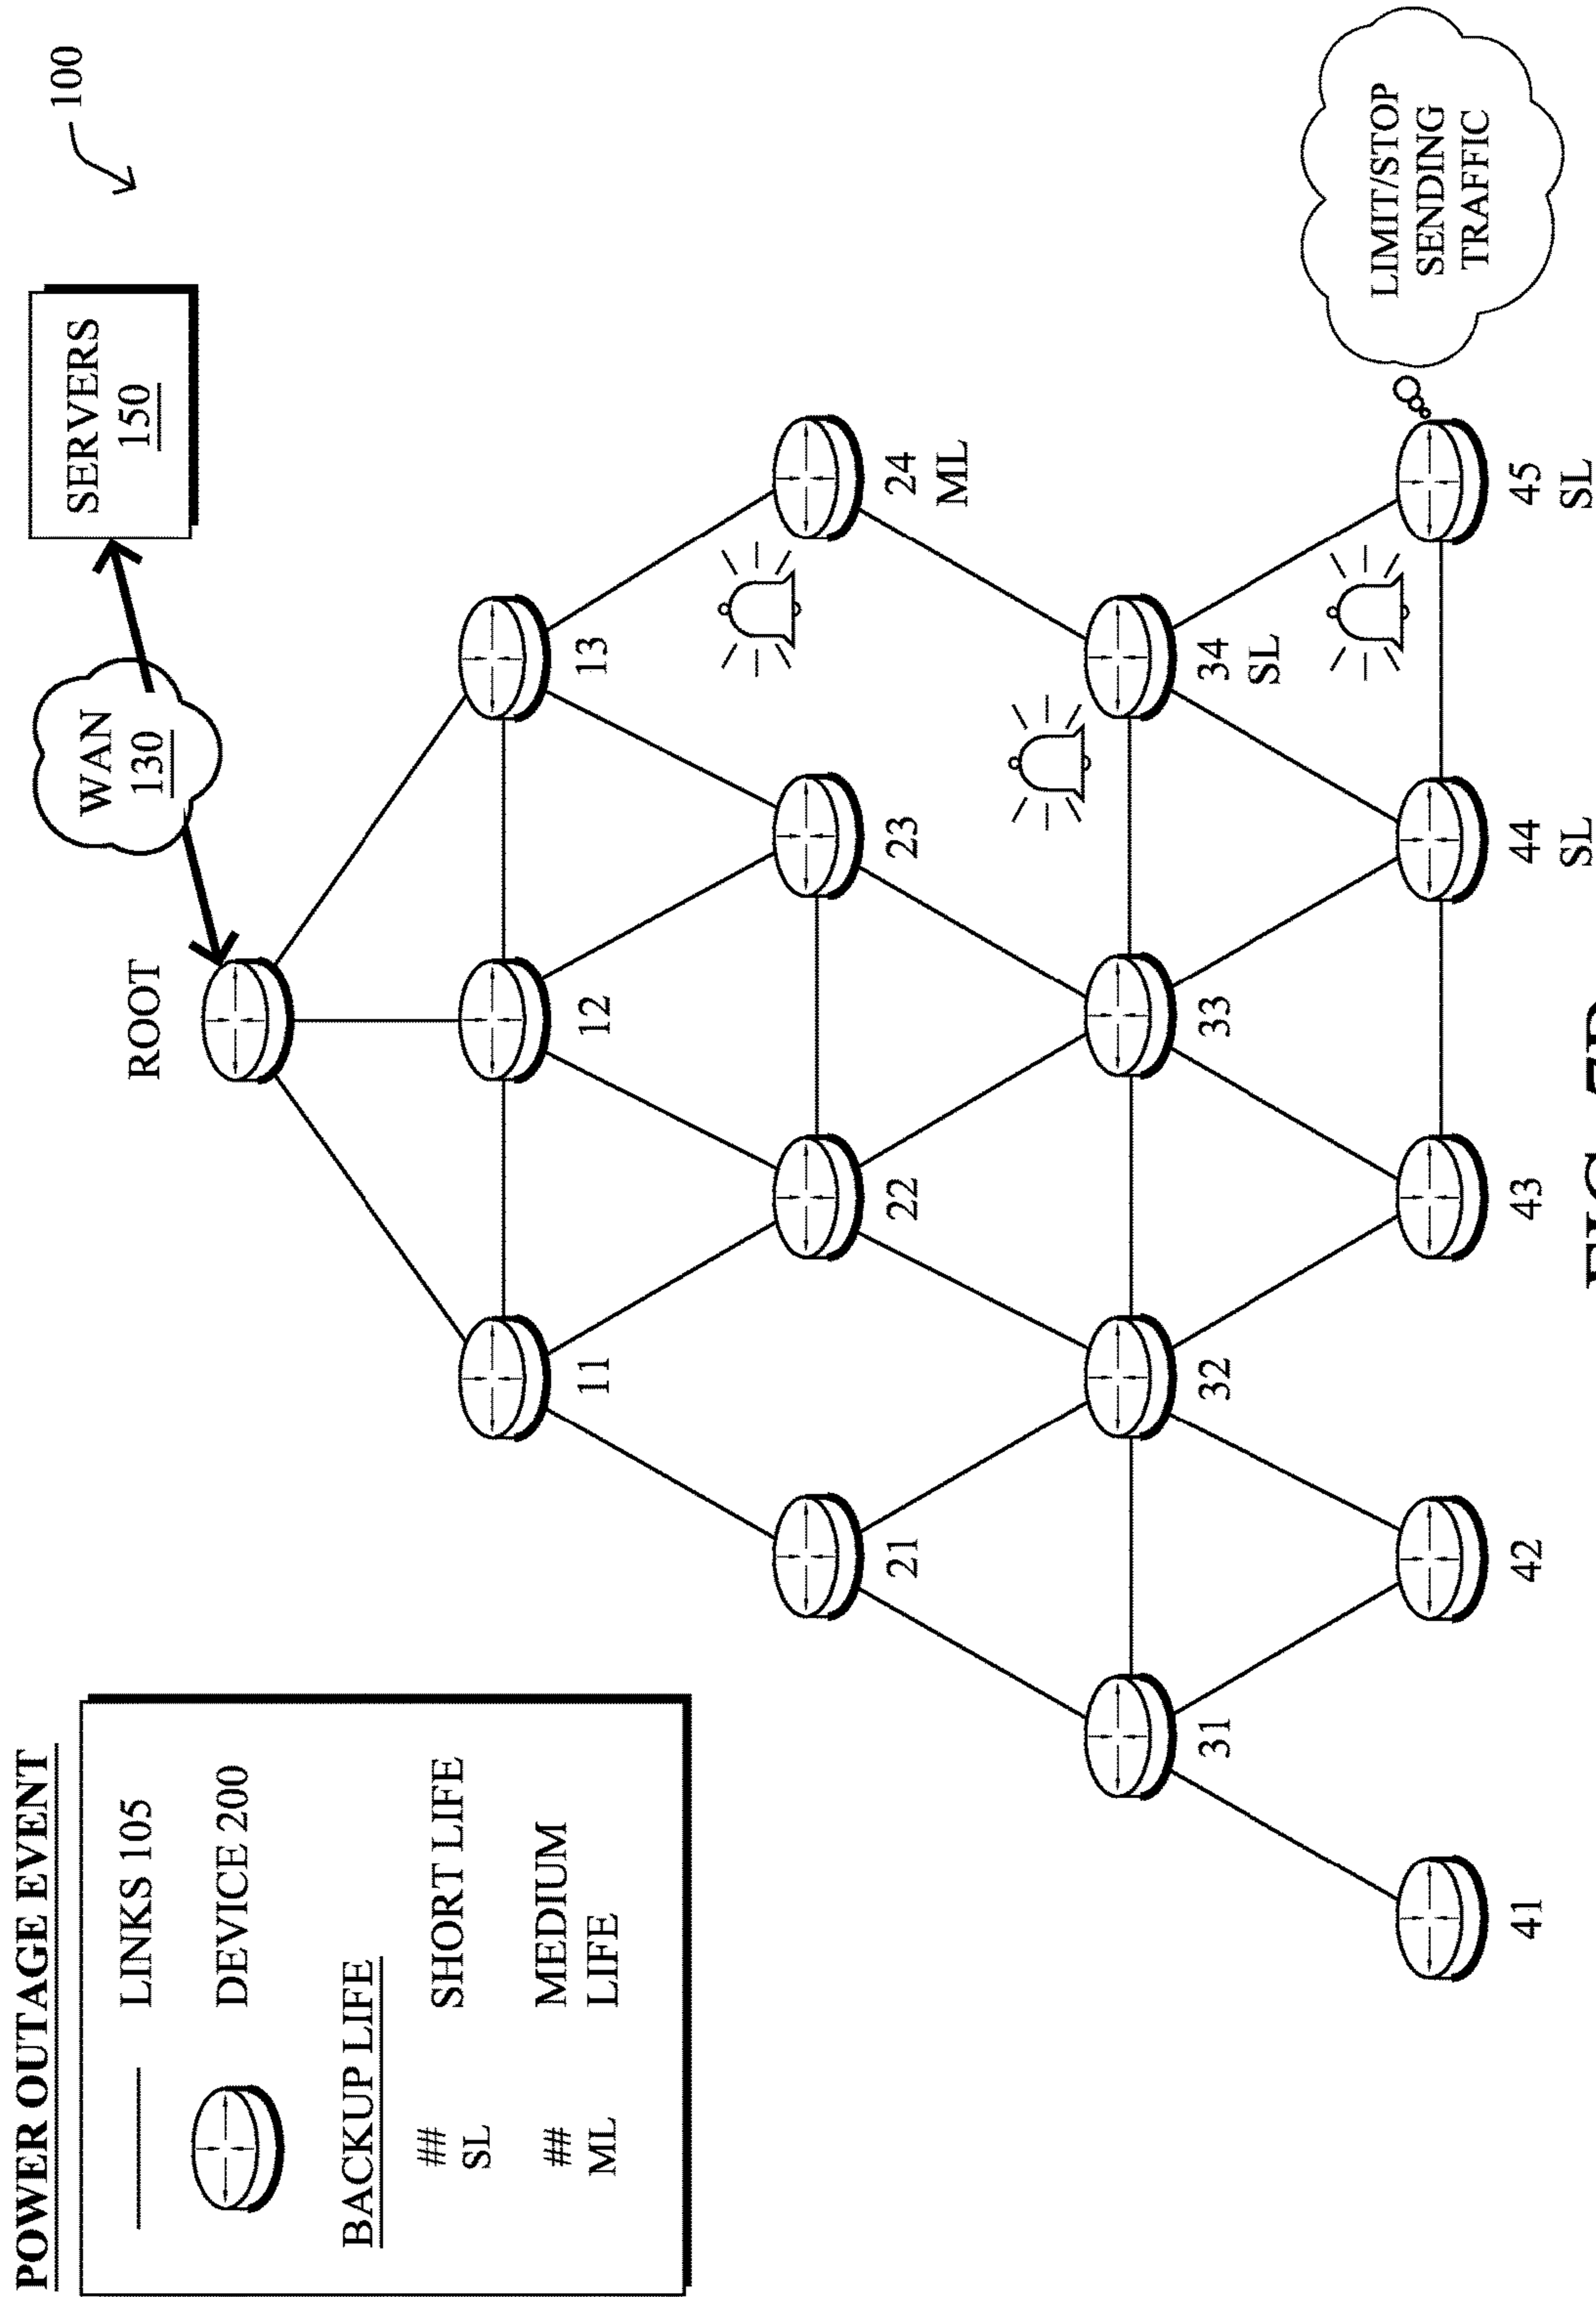 POWER OUTAGE EVENT
LINKS 105
DEVICE 200
BACKUP LIFE
##
SL
SHORT LIFE
##
ML
MEDIUM
LIFE
100
SERVERS
150
WAN
130
ROOT
11
12
13
21
22
23
24
ML
31
32
33
34
SL
41
42
43
44
SL
45
SL
LIMIT/STOP
SENDING
TRAFFIC